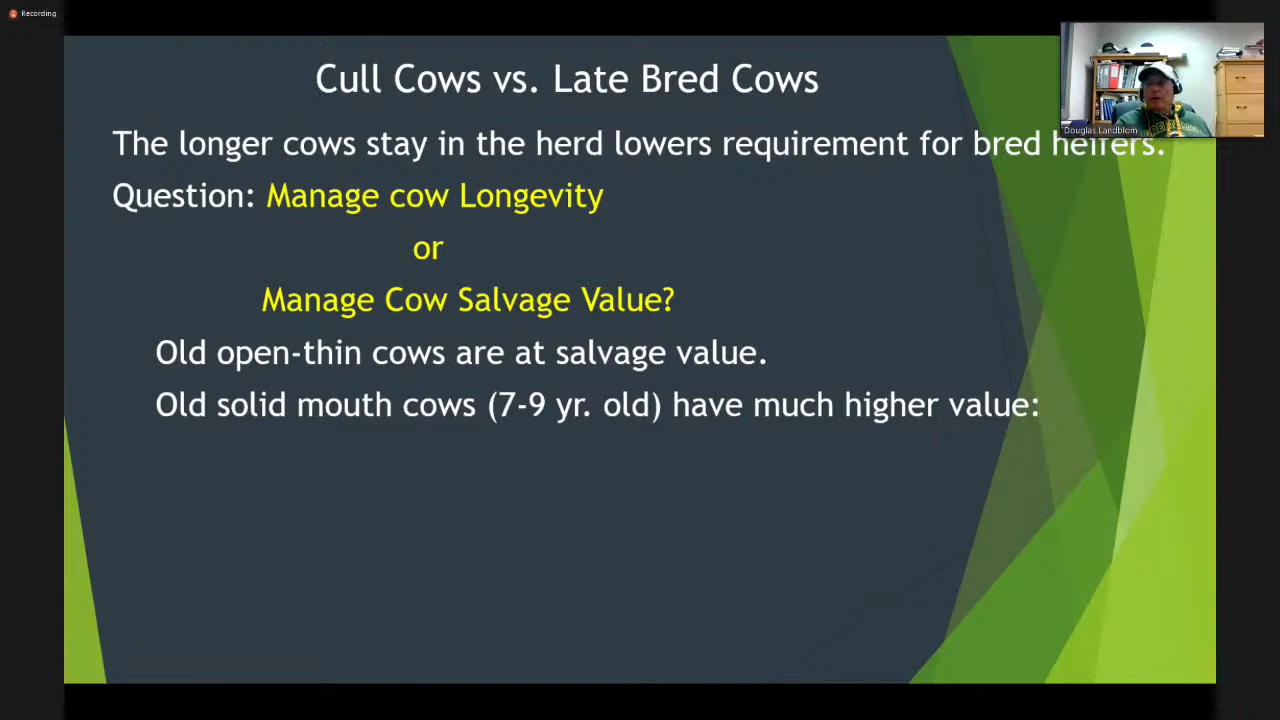 Recording
Cull Cows vs. Late Bred Cows
Douglas Landblom
The longer cows stay in the herd lowers requirement for bred heifers.
Question: Manage cow Longevity
or
Manage Cow Salvage Value?
Old open-thin cows are at salvage value.
Old solid mouth cows (7-9 yr. old) have much higher value: